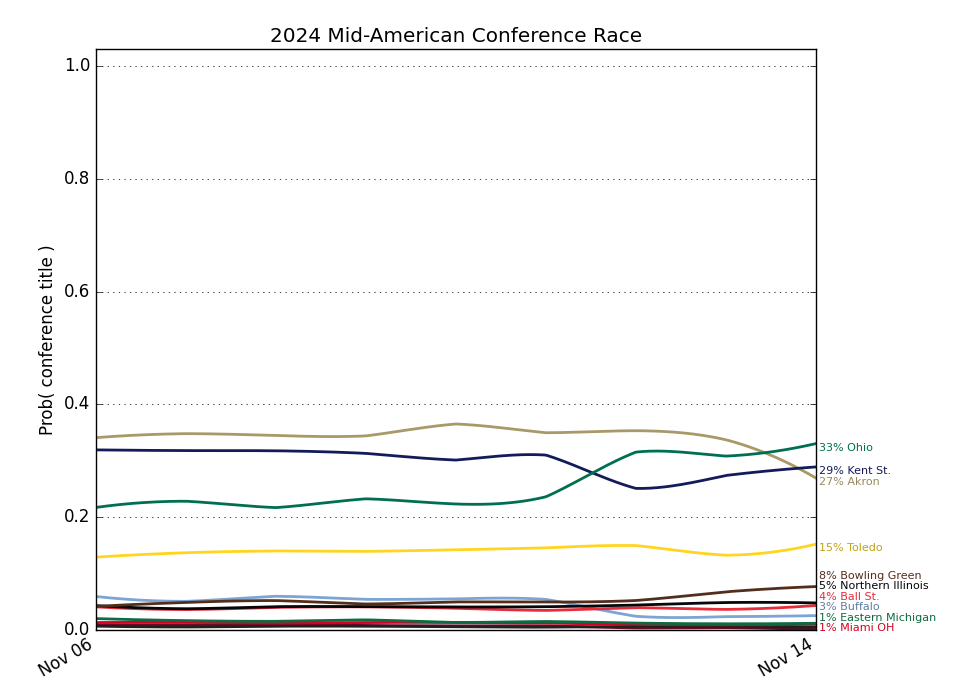 2024 Mid-American Conference Race
1.0
0.8
0.6
0.4
0.2
0.0
Prob( conference title )
Nov 06
Nov 14
33% Ohio
29% Kent St.
27% Akron
15% Toledo
8% Bowling Green
5% Northern Illinois
4% Ball St.
3% Buffalo
1% Eastern Michigan
1% Miami OH